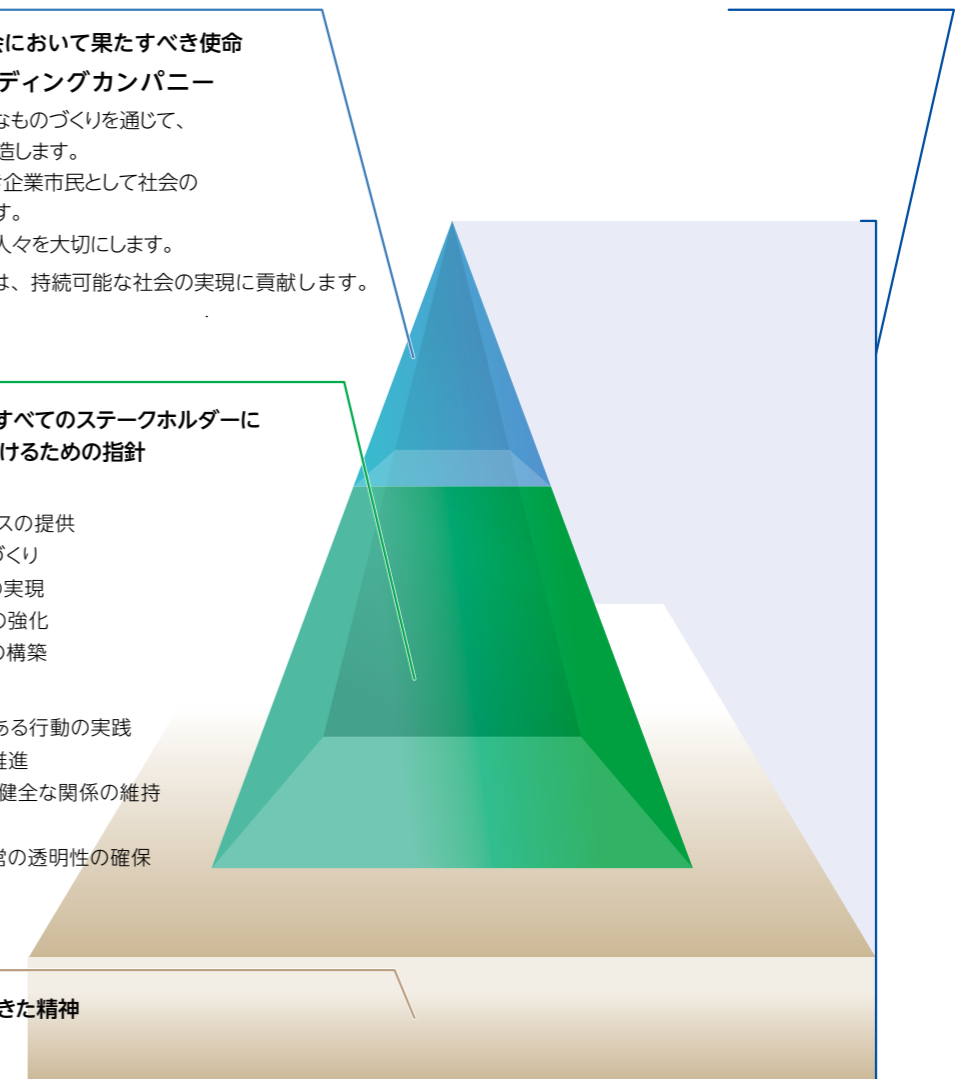 会において果たすべき使命
ディングカンパニー
なものづくりを通じて、
造します。
き企業市民として社会の
す。
人々を大切にします。
は、持続可能な社会の実現に貢献します。
すべてのステークホルダーに
けるための指針
スの提供
づくり
の実現
の強化
の構築
ある行動の実践
推進
健全な関係の維持
営の透明性の確保
きた精神